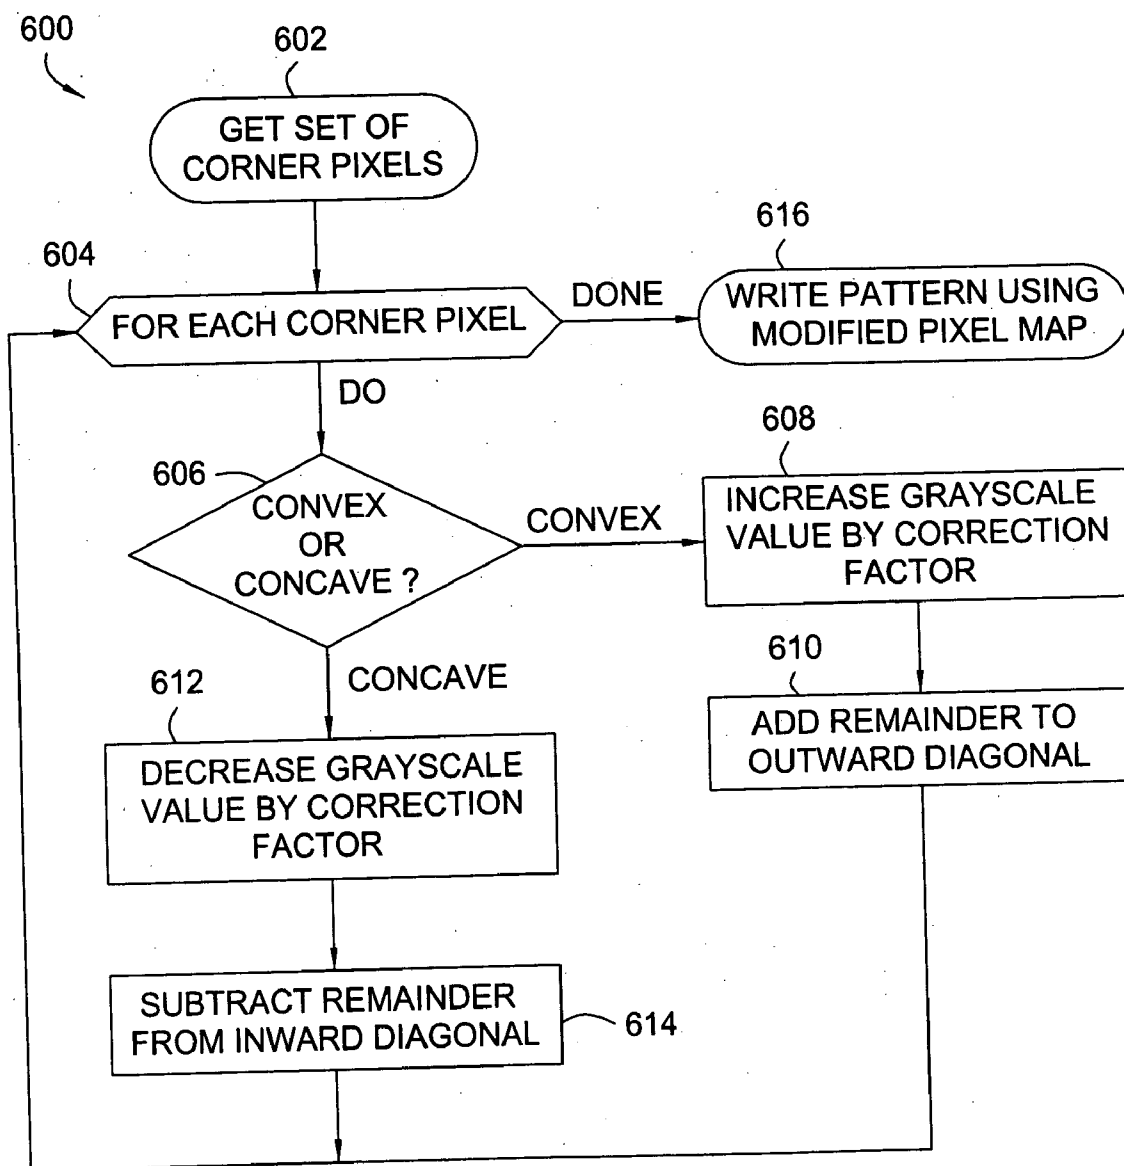 600
602
GET SET OF
CORNER PIXELS
604
FOR EACH CORNER PIXEL
DONE
616
WRITE PATTERN USING
MODIFIED PIXEL MAP
DO
606
CONVEX
OR
CONCAVE ?
CONVEX
608
INCREASE GRAYSCALE
VALUE BY CORRECTION
FACTOR
610
ADD REMAINDER TO
OUTWARD DIAGONAL
CONCAVE
612
DECREASE GRAYSCALE
VALUE BY CORRECTION
FACTOR
SUBTRACT REMAINDER
FROM INWARD DIAGONAL
614